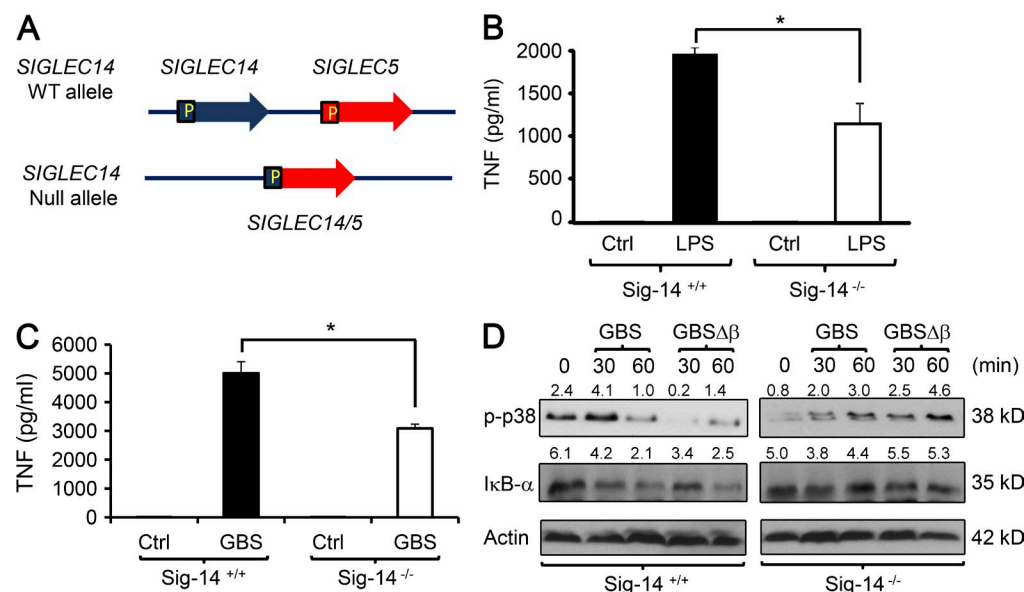 A
SIGLEC14 SIGLEC14 SIGLEC5
WT allele
P P
SIGLEC14
Null allele
P
SIGLEC14/5
B
*
TNF (pg/ml)
2000
1500
1000
500
0
Ctrl LPS Ctrl LPS
Sig-14 +/+ Sig-14 -/-
C
*
TNF (pg/ml)
6000
5000
4000
3000
2000
1000
0
Ctrl GBS Ctrl GBS
Sig-14 +/+ Sig-14 -/-
D
GBS GBSΔβ GBS GBSΔβ
0 30 60 30 60 0 30 60 30 60 (min)
2.4 4.1 1.0 0.2 1.4 0.8 2.0 3.0 2.5 4.6
p-p38 38 kD
6.1 4.2 2.1 3.4 2.5 5.0 3.8 4.4 5.5 5.3
IκB-α 35 kD
Actin 42 kD
Sig-14 +/+ Sig-14 -/-